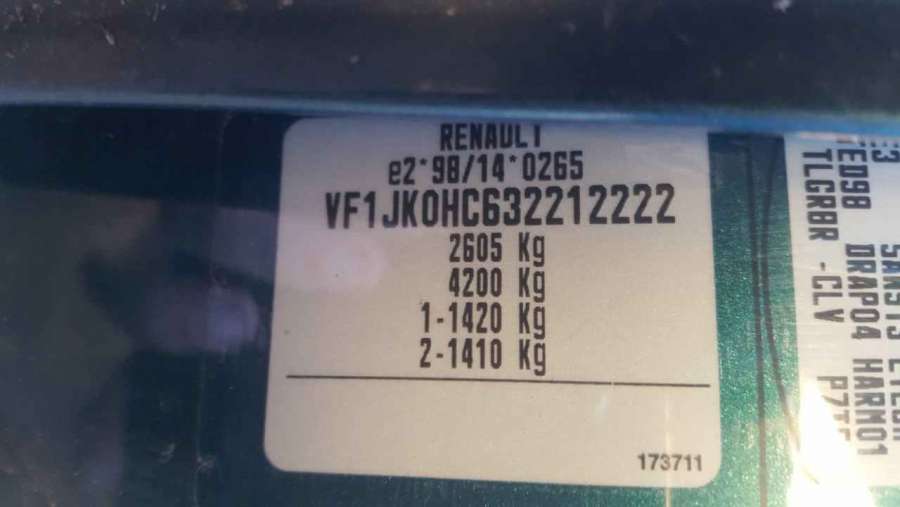 RENAULT
e2*98/14*0265
VF1JK0HC632212222
2605 Kg
4200 Kg
1-1420 Kg
2-1410 Kg
173711
ED98 DRAP04 HARM01
TLGRBR -CLV